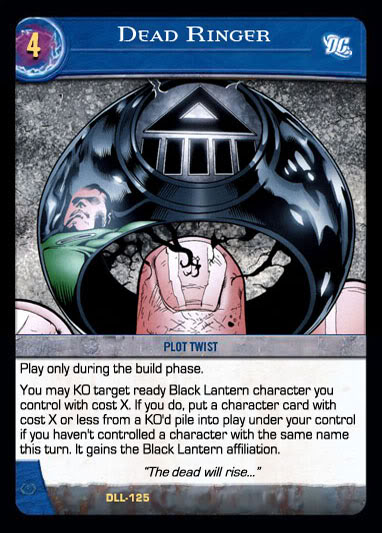 4
DEAD RINGER
DC
PLOT TWIST
Play only during the build phase.
You may KO target ready Black Lantern character you
control with cost X. If you do, put a character card with
cost X or less from a KO'd pile into play under your control
if you haven't controlled a character with the same name
this turn. It gains the Black Lantern affiliation.
"The dead will rise..."
DLL-125